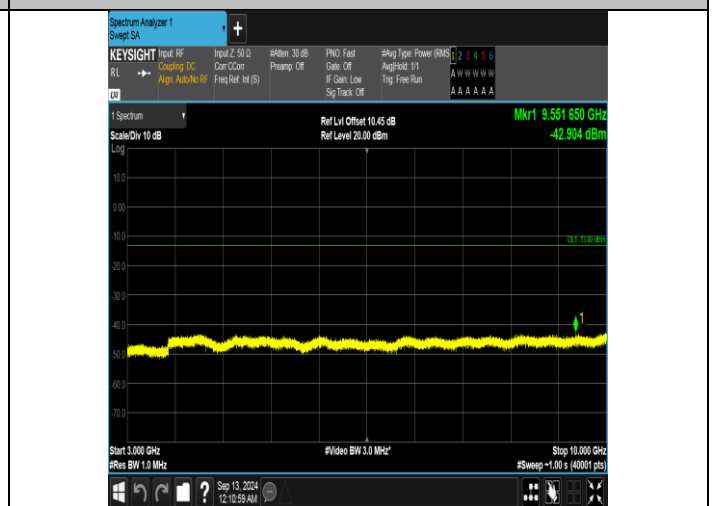 Spectrum Analyzer 1
Swept SA
+
KEYSIGHT
RL
LXI
Input: RF
Coupling: DC
Align: Auto/No RF
Input Z: 50 Ω
Corr CCorr
Freq Ref: Int (S)
#Atten: 30 dB
Preamp: Off
PNO: Fast
Gate: Off
IF Gain: Low
Sig Track: Off
#Avg Type: Power (RMS
Avg|Hold: 1/1
Trig: Free Run
1 2 3 4 5 6
A W W W W W
A A A A A A
1 Spectrum
Scale/Div 10 dB
Log
Ref Lvl Offset 10.45 dB
Ref Level 20.00 dBm
Mkr1 9.551 650 GHz
-42.904 dBm
10.0
0.00
-10.0
DL1 -13.00 dBm
-20.0
-30.0
-40.0
1
-50.0
-60.0
-70.0
Start 3.000 GHz
#Res BW 1.0 MHz
#Video BW 3.0 MHz*
Stop 10.000 GHz
#Sweep ~1.00 s (40001 pts)
?
Sep 13, 2024
12:10:59 AM